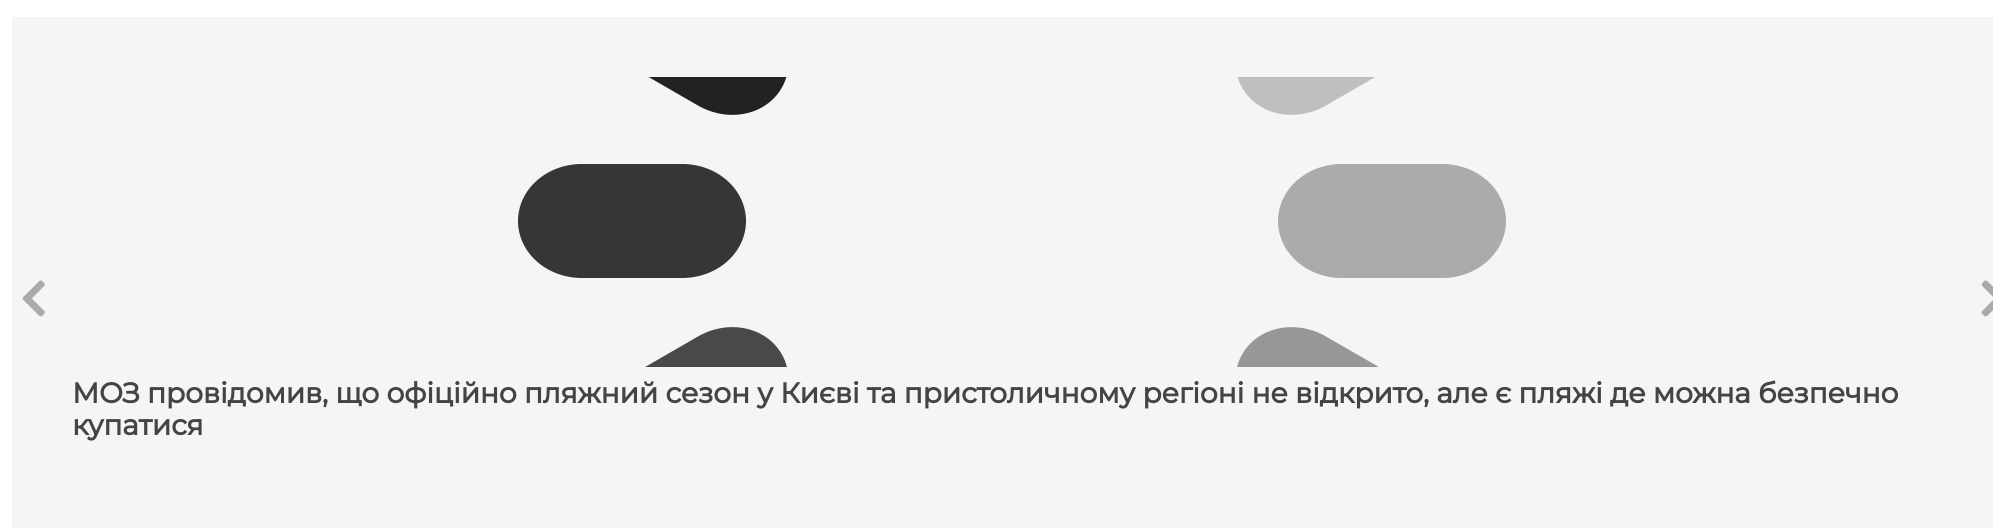 МОЗ провідомив, що офіційно пляжний сезон у Києві та пристоличному регіоні не відкрито, але є пляжі де можна безпечно
купатися